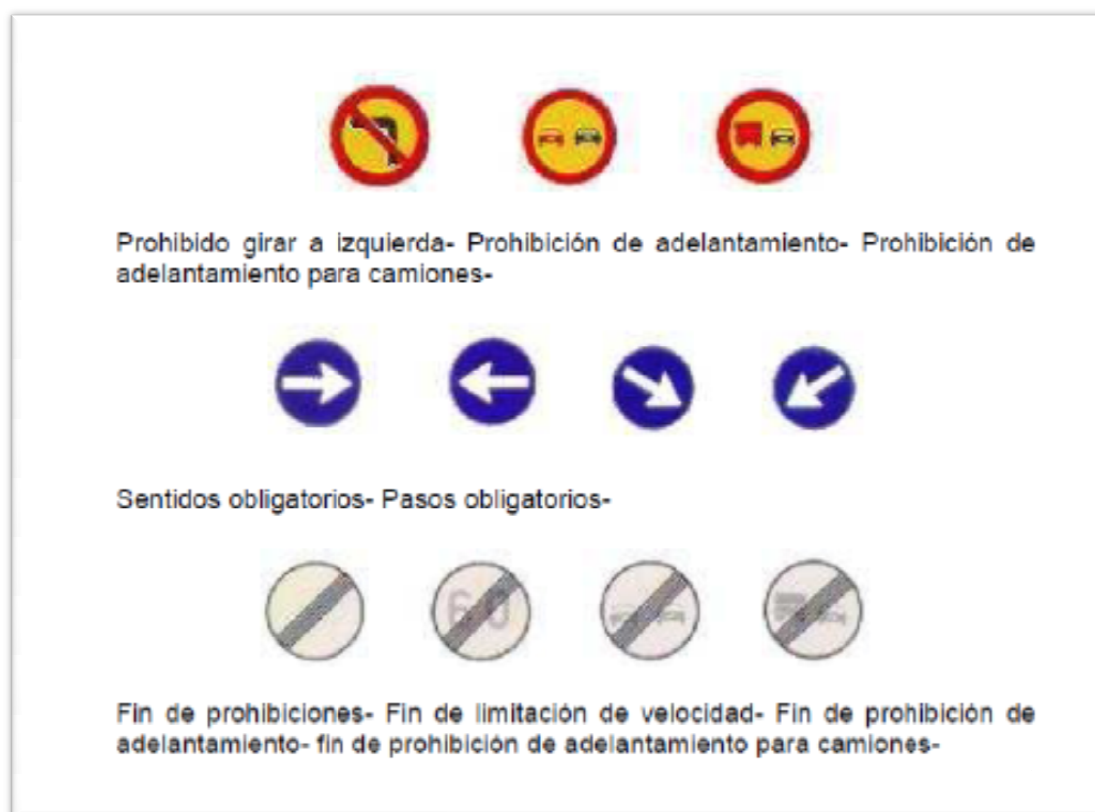 Prohibido girar a izquierda- Prohibición de adelantamiento- Prohibición de
adelantamiento para camiones-
Sentidos obligatorios- Pasos obligatorios-
60
Fin de prohibiciones- Fin de limitación de velocidad- Fin de prohibición de
adelantamiento- fin de prohibición de adelantamiento para camiones-